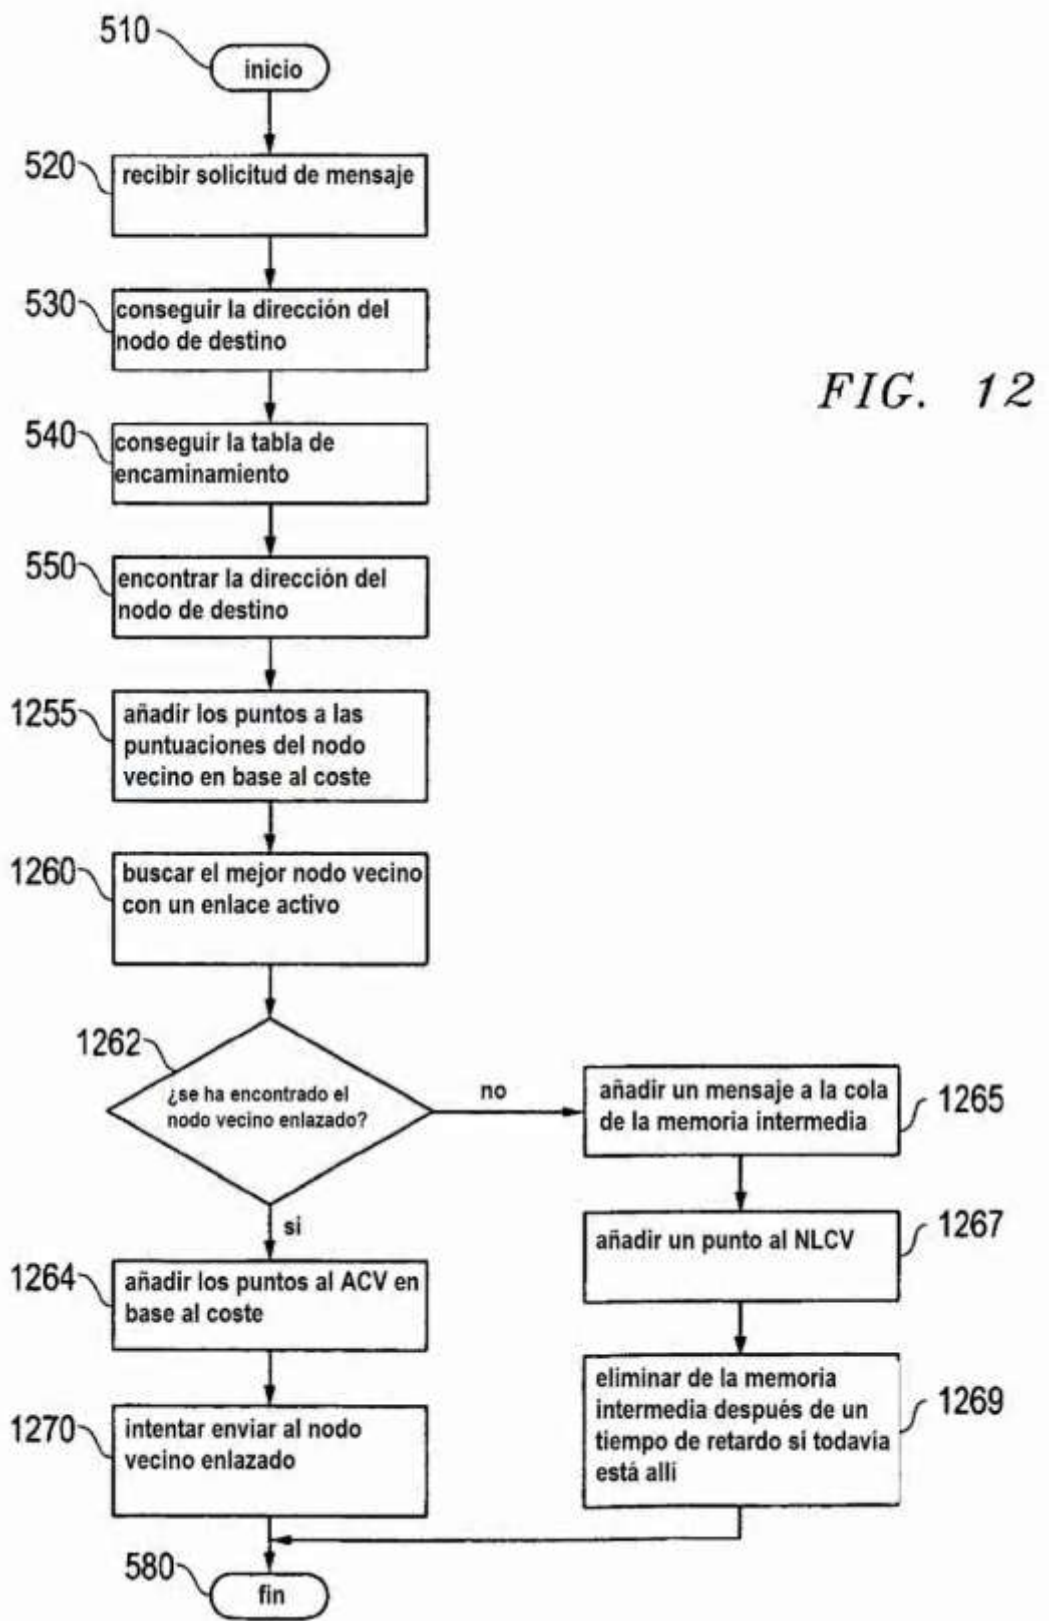 510
inicio
520
recibir solicitud de mensaje
530
conseguir la dirección del
nodo de destino
FIG. 12
540
conseguir la tabla de
encaminamiento
550
encontrar la dirección del
nodo de destino
1255
añadir los puntos a las
puntuaciones del nodo
vecino en base al coste
1260
buscar el mejor nodo vecino
con un enlace activo
1262
¿se ha encontrado el
nodo vecino enlazado?
no
añadir un mensaje a la cola
de la memoria intermedia
1265
si
añadir un punto al NLCV
1267
1264
añadir los puntos al ACV en
base al coste
eliminar de la memoria
intermedia después de un
tiempo de retardo si todavía
está allí
1269
1270
intentar enviar al nodo
vecino enlazado
580
fin